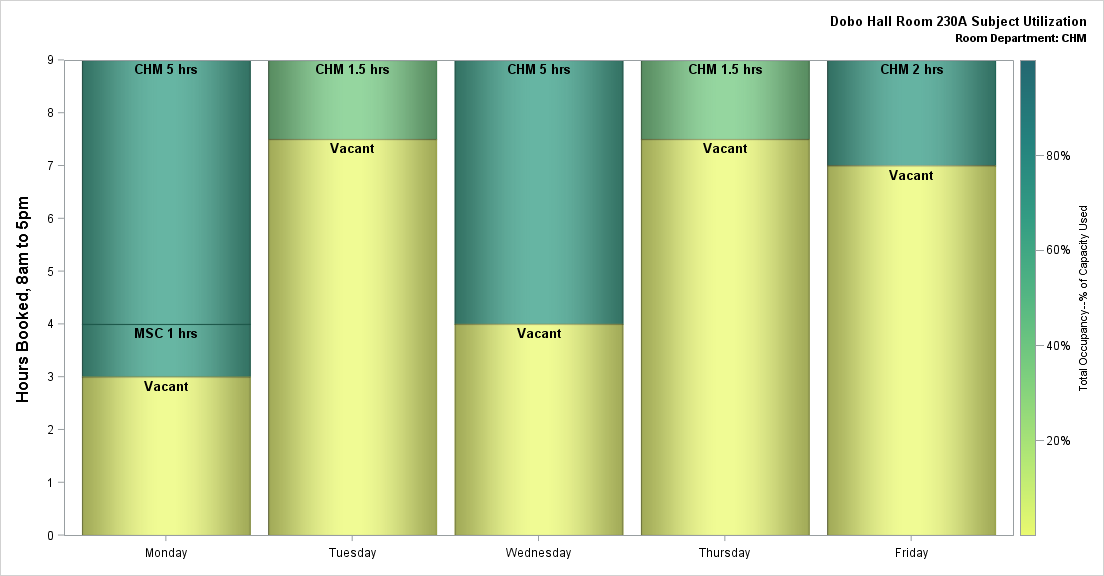 Dobo Hall Room 230A Subject Utilization
Room Department: CHM
Hours Booked, 8am to 5pm
9
8
7
6
5
4
3
2
1
0
CHM 5 hrs
MSC 1 hrs
Vacant
CHM 1.5 hrs
Vacant
CHM 5 hrs
Vacant
CHM 1.5 hrs
Vacant
CHM 2 hrs
Vacant
Monday
Tuesday
Wednesday
Thursday
Friday
80%
60%
40%
20%
Total Occupancy--% of Capacity Used